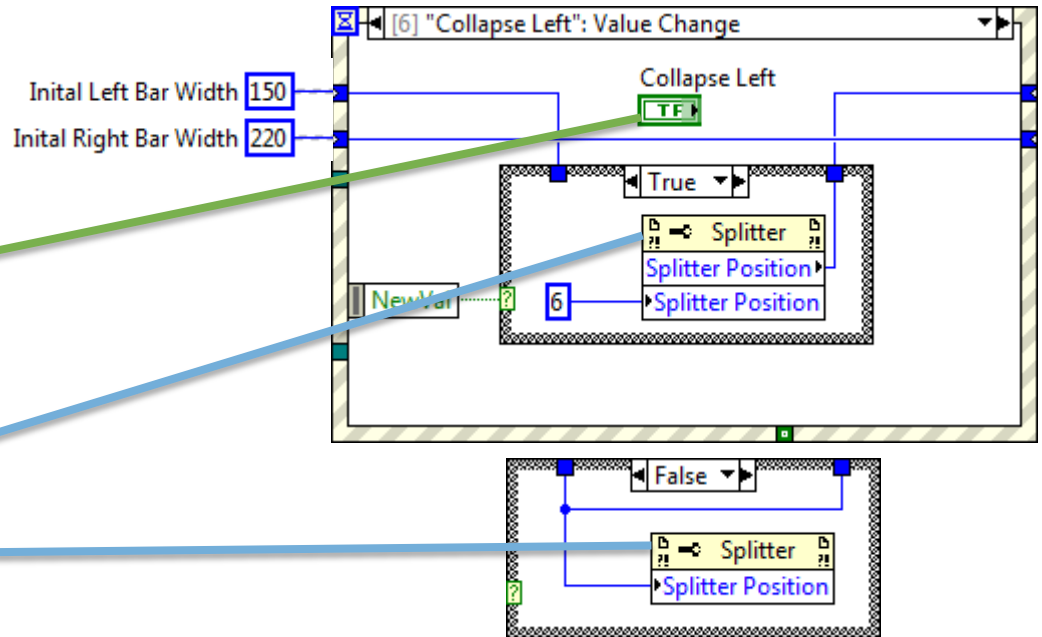 [6] "Collapse Left": Value Change
Collapse Left
Inital Left Bar Width 150
TF
Inital Right Bar Width 220
True
?! Splitter ?!
Splitter Position
NewVal ? 6 Splitter Position
False
?! Splitter ?!
? Splitter Position